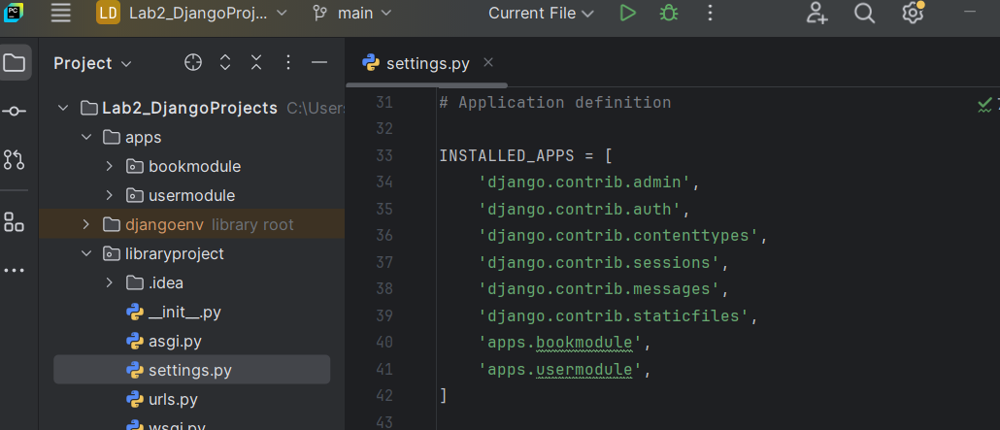 PC
LD Lab2_DjangoProj... main Current File
Project
Lab2_DjangoProjects C:\Users
apps
bookmodule
usermodule
djangoenv library root
libraryproject
.idea
__init__.py
asgi.py
settings.py
urls.py
wsgi.py
settings.py
31 # Application definition
32
33 INSTALLED_APPS = [
34 'django.contrib.admin',
35 'django.contrib.auth',
36 'django.contrib.contenttypes',
37 'django.contrib.sessions',
38 'django.contrib.messages',
39 'django.contrib.staticfiles',
40 'apps.bookmodule',
41 'apps.usermodule',
42 ]
43